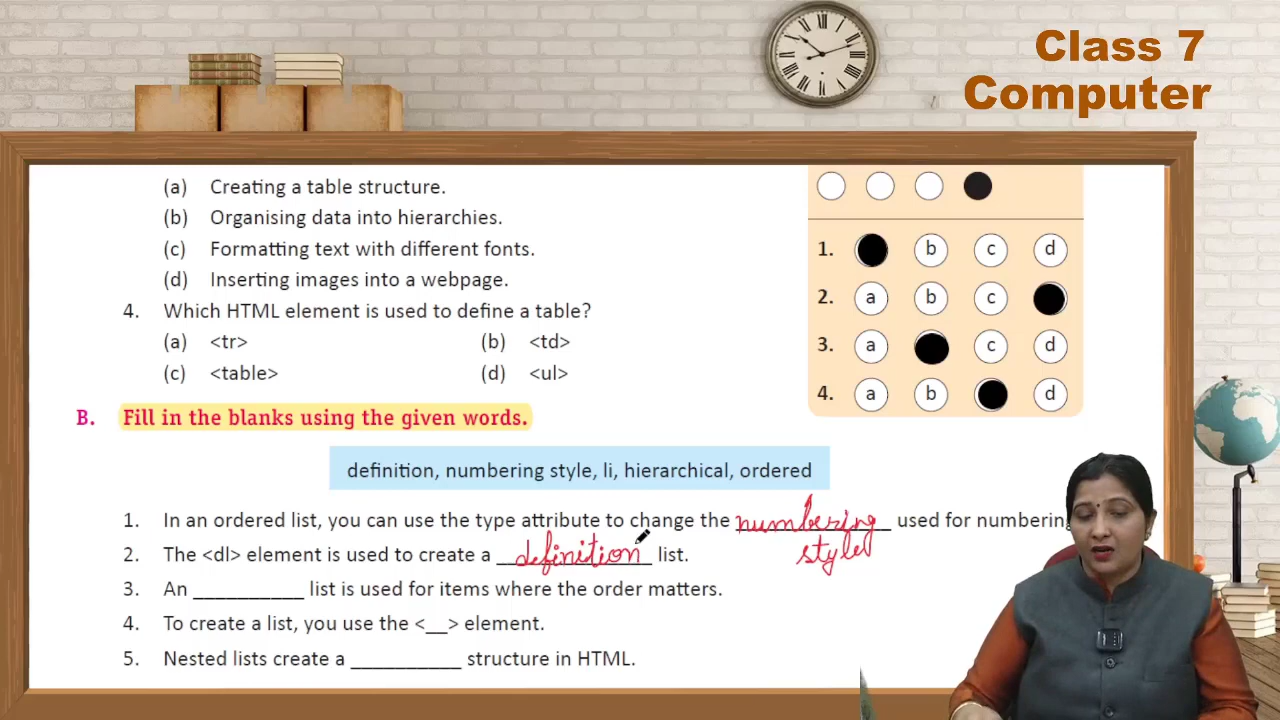 Class 7
Computer
(a) Creating a table structure.
(b) Organising data into hierarchies.
(c) Formatting text with different fonts.
(d) Inserting images into a webpage.
4. Which HTML element is used to define a table?
(a) <tr> (b) <td>
(c) <table> (d) <ul>
1. b c d
2. a b c
3. a c d
4. a b d
B. Fill in the blanks using the given words.
definition, numbering style, li, hierarchical, ordered
1. In an ordered list, you can use the type attribute to change the numbering style used for numbering
2. The <dl> element is used to create a definition list.
3. An __________ list is used for items where the order matters.
4. To create a list, you use the <__> element.
5. Nested lists create a __________ structure in HTML.